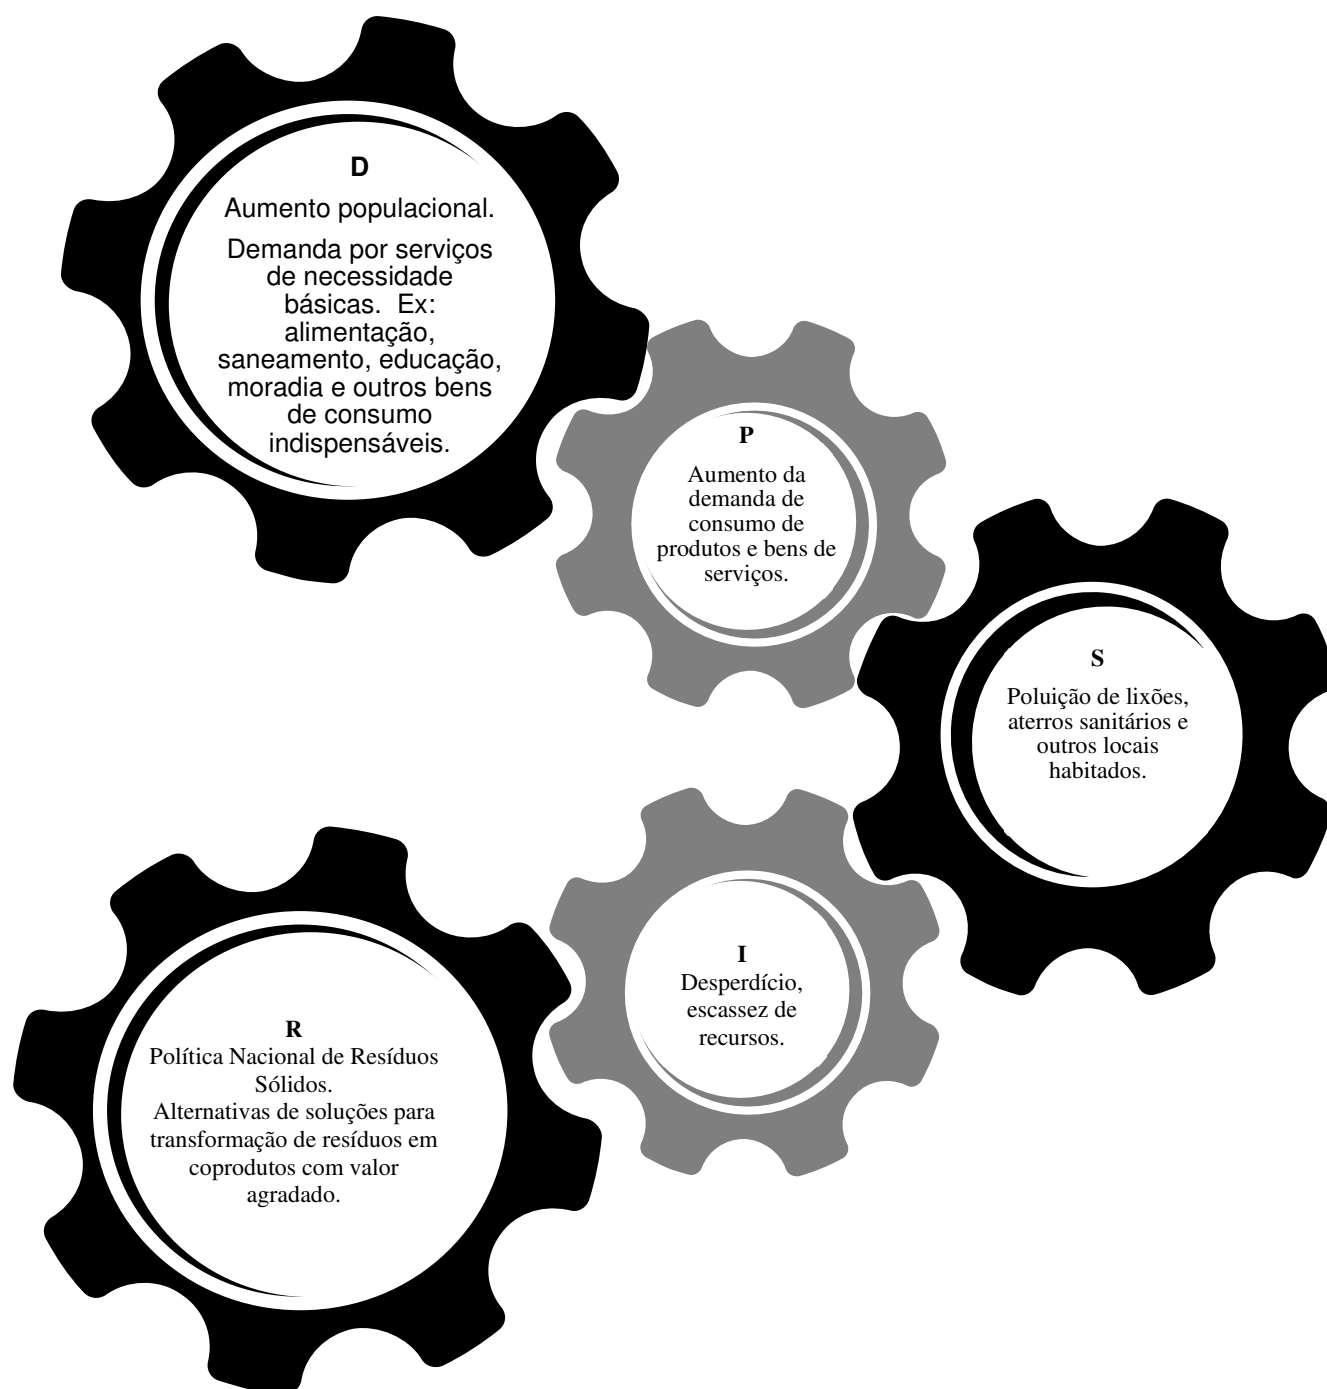 D
Aumento populacional.
Demanda por serviços
de necessidade
básicas.  Ex:
alimentação,
saneamento, educação,
moradia e outros bens
de consumo
indispensáveis.
P
Aumento da
demanda de
consumo de
produtos e bens de
serviços.
S
Poluição de lixões,
aterros sanitários e
outros locais
habitados.
I
Desperdício,
escassez de
recursos.
R
Política Nacional de Resíduos
Sólidos.
Alternativas de soluções para
transformação de resíduos em
coprodutos com valor
agradado.